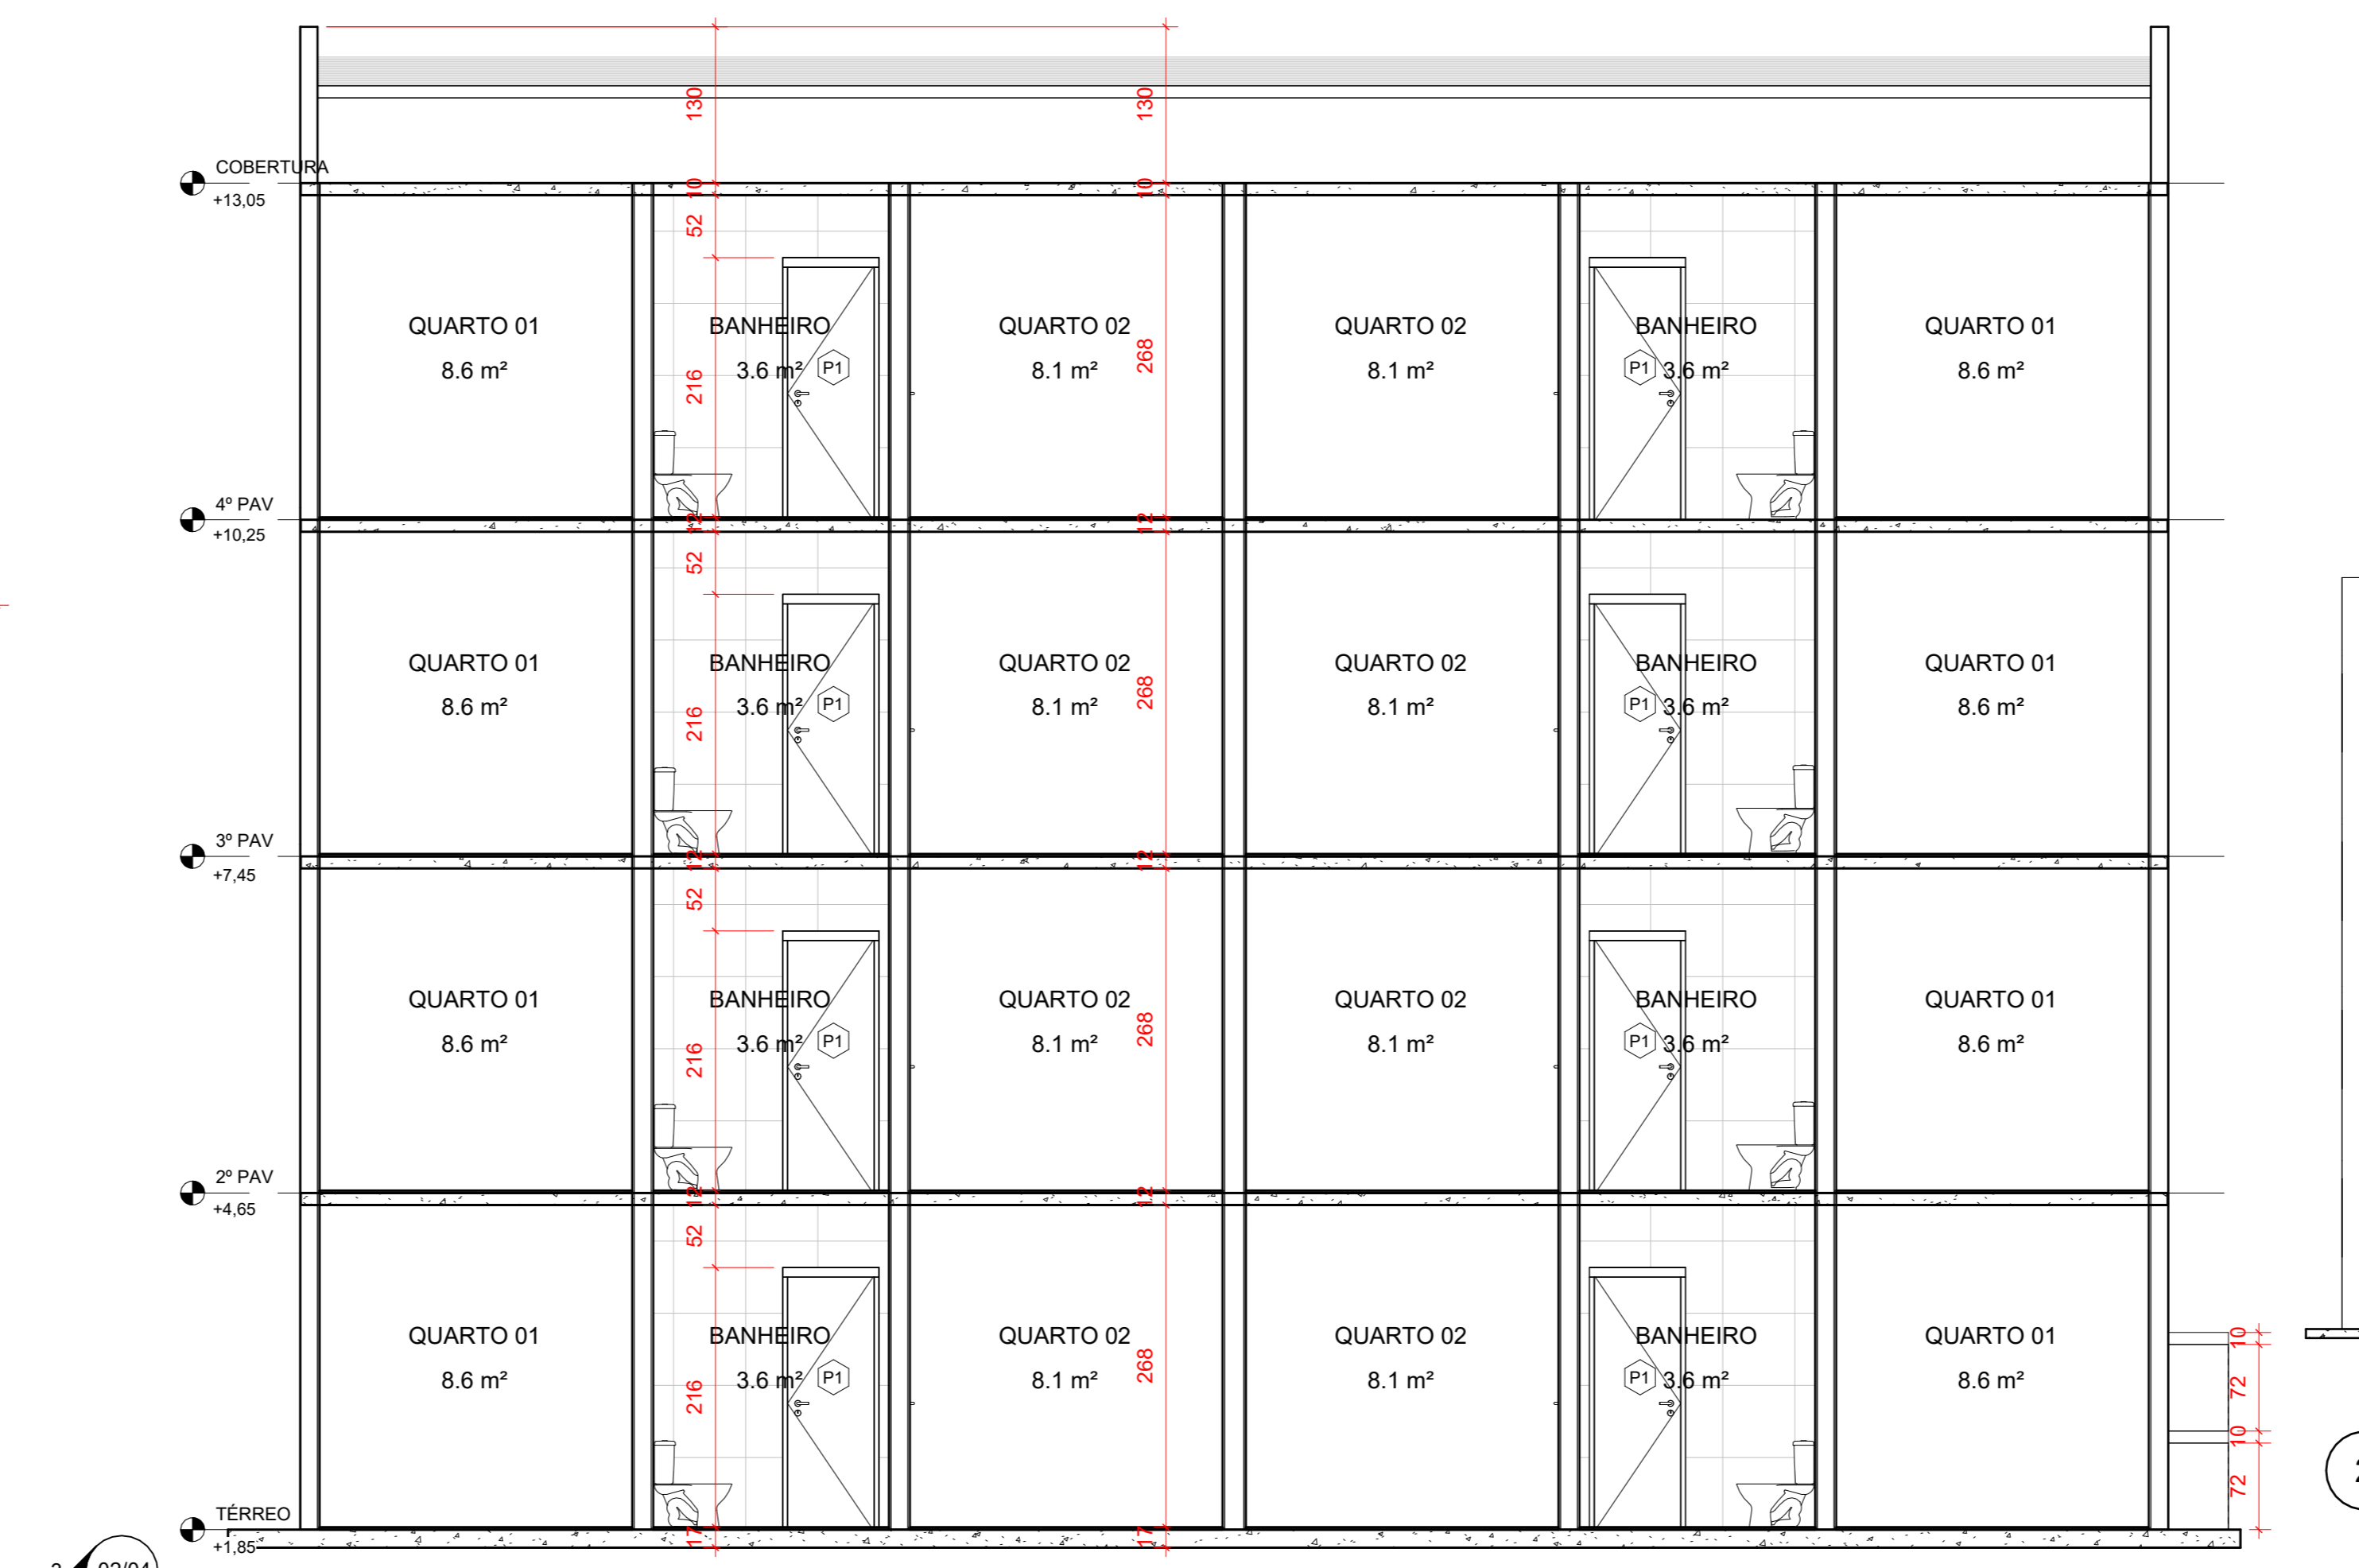 130 130
COBERTURA
+13,05
10 10
52
QUARTO 01 BANHEIRO QUARTO 02 QUARTO 02 BANHEIRO QUARTO 01
8.6 m² 3.6 m² P1 8.1 m² 268 8.1 m² P1 3.6 m² 8.6 m²
216
4º PAV
+10,25
12 12
52
QUARTO 01 BANHEIRO QUARTO 02 QUARTO 02 BANHEIRO QUARTO 01
8.6 m² 3.6 m² P1 8.1 m² 268 8.1 m² P1 3.6 m² 8.6 m²
216
3º PAV
+7,45
12 12
52
QUARTO 01 BANHEIRO QUARTO 02 QUARTO 02 BANHEIRO QUARTO 01
8.6 m² 3.6 m² P1 8.1 m² 268 8.1 m² P1 3.6 m² 8.6 m²
216
2º PAV
+4,65
12 12
52
QUARTO 01 BANHEIRO QUARTO 02 QUARTO 02 BANHEIRO QUARTO 01 10
8.6 m² 3.6 m² P1 8.1 m² 268 8.1 m² P1 3.6 m² 8.6 m² 72
216
10
72
TÉRREO
+1,85
17 17
02/04